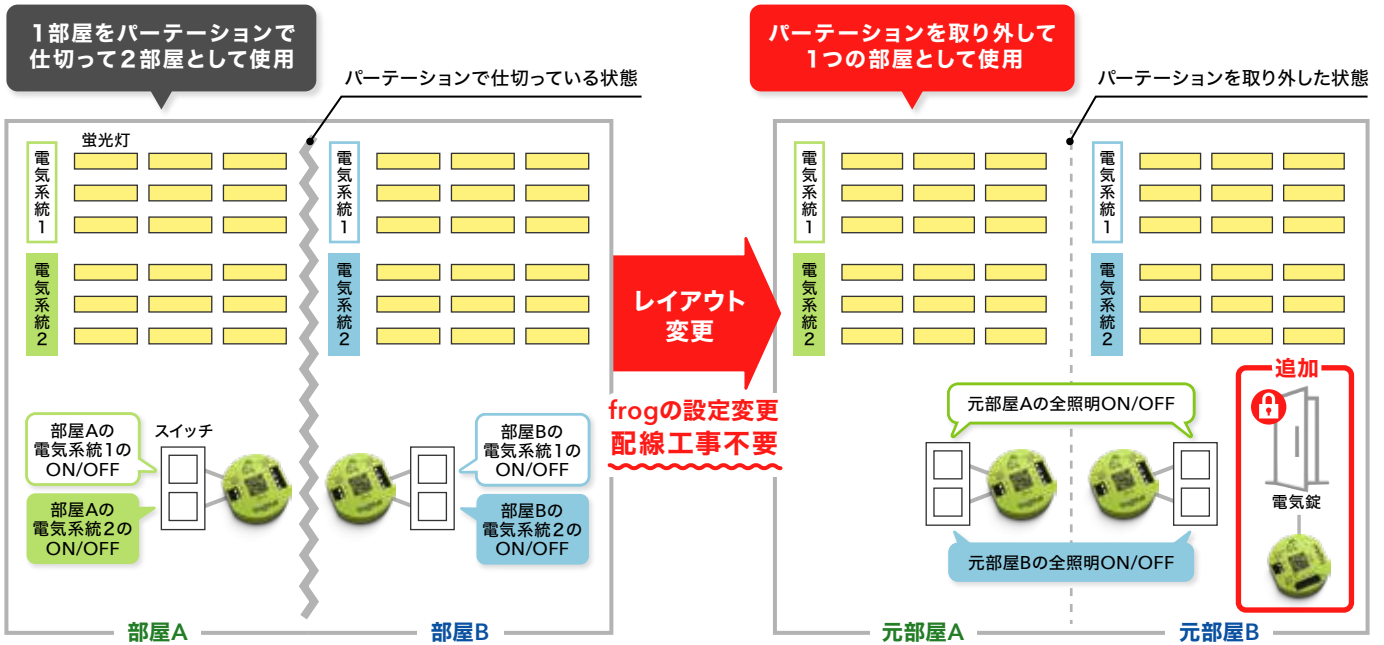 1部屋をパーテーションで
仕切って2部屋として使用
パーテーションで仕切っている状態
蛍光灯
電気系統1
電気系統2
電気系統1
電気系統2
部屋Aの
電気系統1の
ON/OFF
スイッチ
部屋Aの
電気系統2の
ON/OFF
部屋Bの
電気系統1の
ON/OFF
部屋Bの
電気系統2の
ON/OFF
部屋A
部屋B
レイアウト
変更
frogの設定変更
配線工事不要
パーテーションを取り外して
1つの部屋として使用
パーテーションを取り外した状態
電気系統1
電気系統2
電気系統1
電気系統2
元部屋Aの全照明ON/OFF
元部屋Bの全照明ON/OFF
追加
電気錠
元部屋A
元部屋B